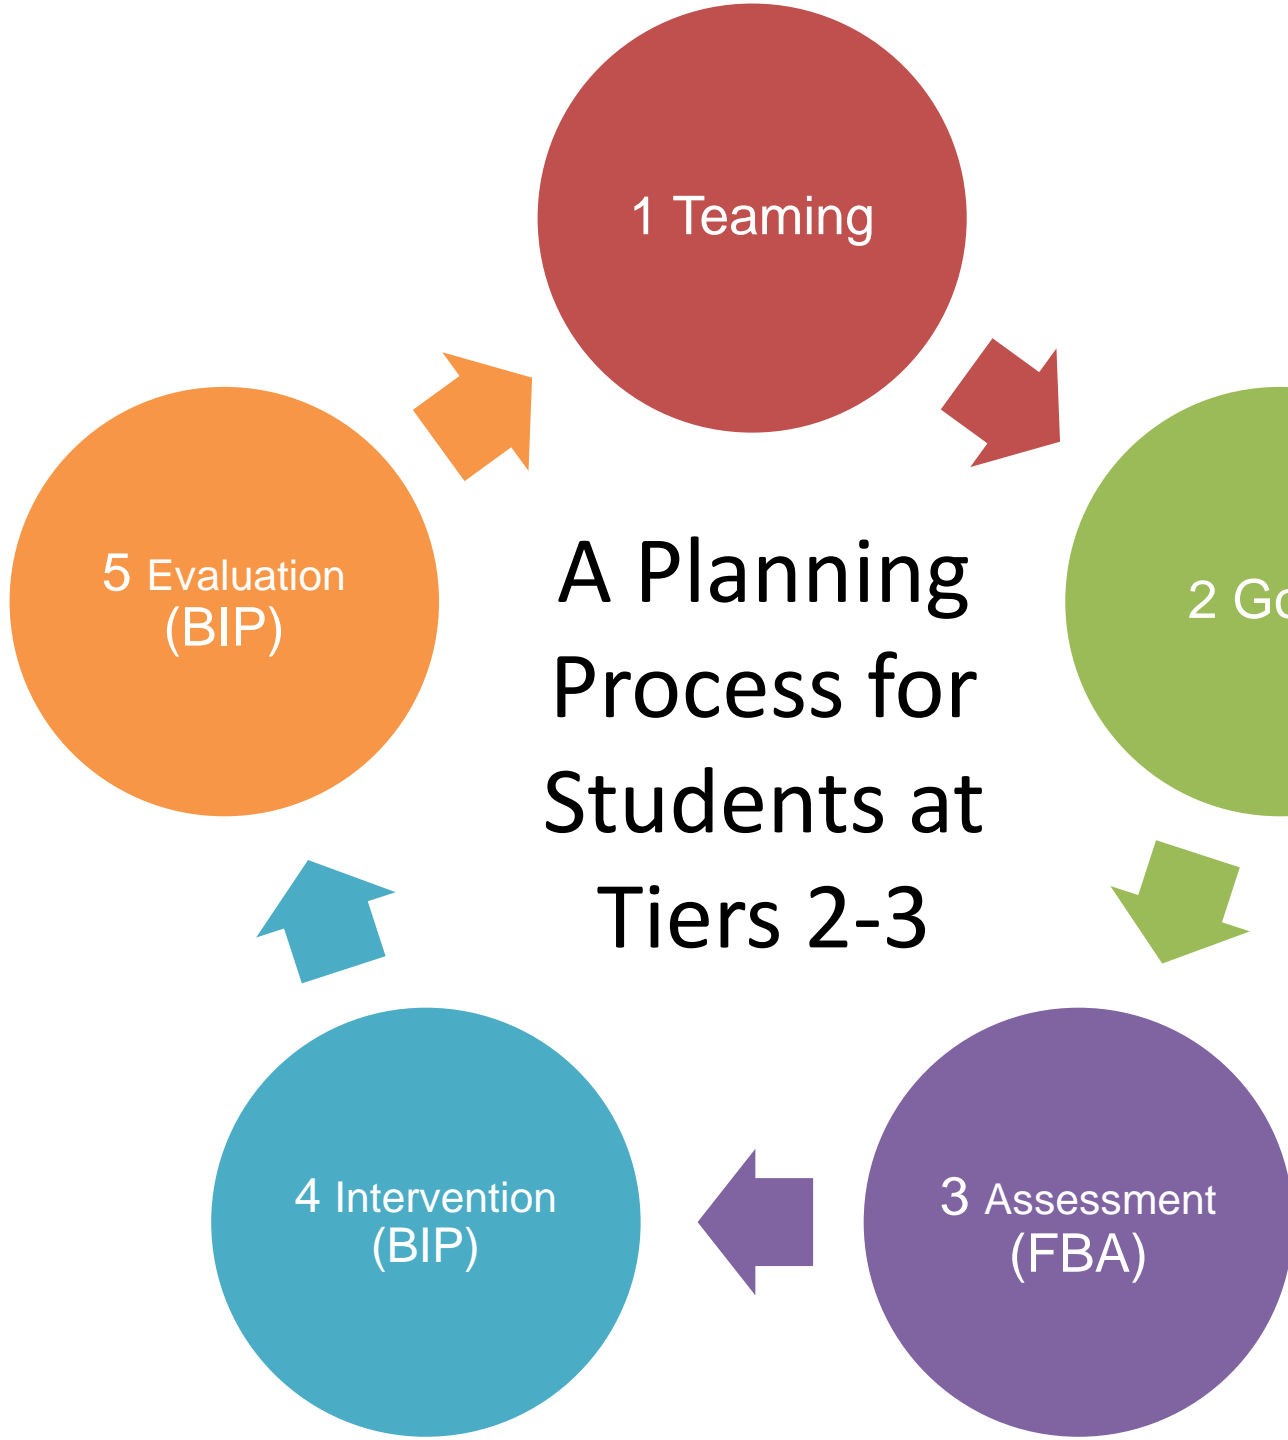 1 Teaming
2
3 Assessment
(FBA)
4 Intervention
(BIP)
5 Evaluation
(BIP)
A Planning
Process for
Students at
Tiers 2-3